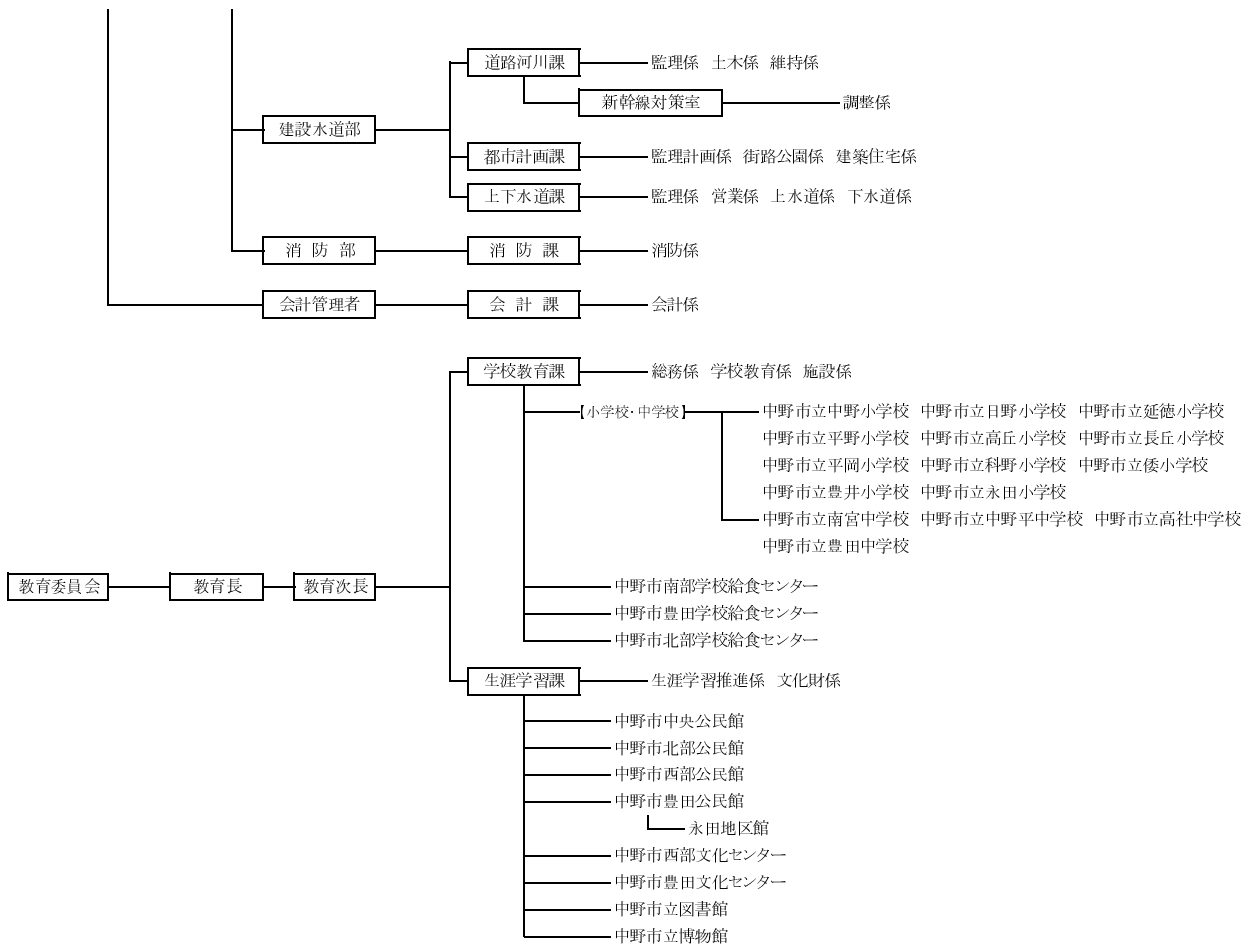 道路河川課 監理係 土木係 維持係
新幹線対策室 調整係
建設水道部
都市計画課 監理計画係 街路公園係 建築住宅係
上下水道課 監理係 営業係 上水道係 下水道係
消 防 部 消 防 課 消防係
会計管理者 会 計 課 会計係
学校教育課 総務係 学校教育係 施設係
【小学校・中学校】 中野市立中野小学校 中野市立日野小学校 中野市立延徳小学校
中野市立平野小学校 中野市立高丘小学校 中野市立長丘小学校
中野市立平岡小学校 中野市立科野小学校 中野市立倭小学校
中野市立豊井小学校 中野市立永田小学校
中野市立南宮中学校 中野市立中野平中学校 中野市立高社中学校
中野市立豊田中学校
教育委員会 教育長 教育次長 中野市南部学校給食センター
中野市豊田学校給食センター
中野市北部学校給食センター
生涯学習課 生涯学習推進係 文化財係
中野市中央公民館
中野市北部公民館
中野市西部公民館
中野市豊田公民館
永田地区館
中野市西部文化センター
中野市豊田文化センター
中野市立図書館
中野市立博物館